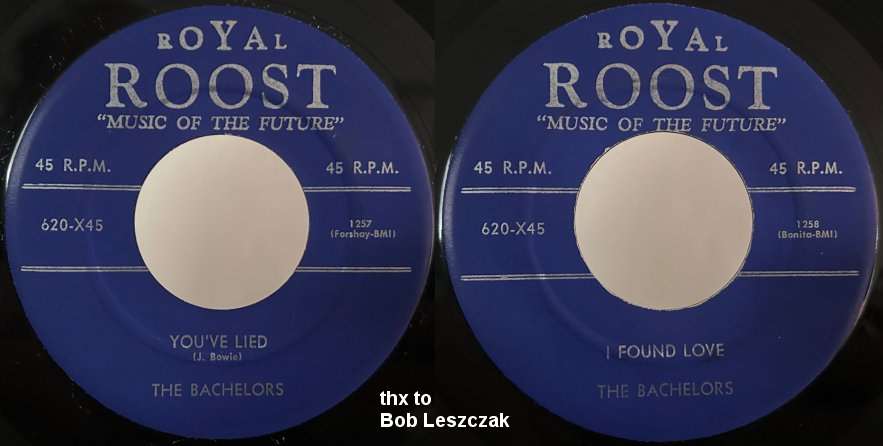 ROYAL
ROOST
"MUSIC OF THE FUTURE"
45 R.P.M. 45 R.P.M.
620-X45
1257
(Forshay-BMI)
YOU'VE LIED
(J. Bowie)
THE BACHELORS
ROYAL
ROOST
"MUSIC OF THE FUTURE"
45 R.P.M. 45 R.P.M.
620-X45
1258
(Bonita-BMI)
I FOUND LOVE
THE BACHELORS
thx to
Bob Leszczak